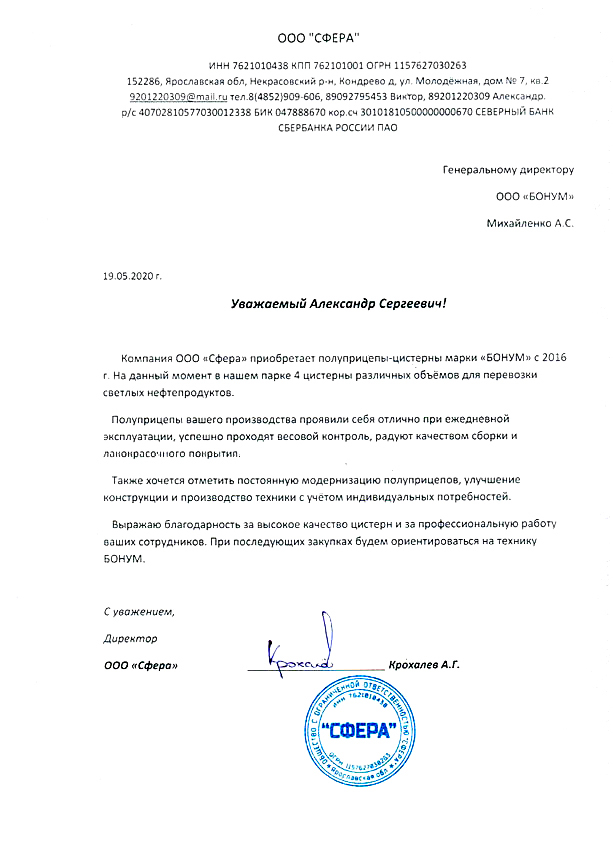 ООО "СФЕРА"
ИНН 7621010438 КПП 762101001 ОГРН 1157627030263
152286, Ярославская обл, Некрасовский р-н, Кондрево д, ул. Молодёжная, дом № 7, кв.2
9201220309@mail.ru тел.8(4852)909-606, 89092795453 Виктор, 89201220309 Александр.
р/с 40702810577030012338 БИК 047888670 кор.сч 30101810500000000670 СЕВЕРНЫЙ БАНК
СБЕРБАНКА РОССИИ ПАО
Генеральному директору
ООО «БОНУМ»
Михайленко А.С.
19.05.2020 г.
Уважаемый Александр Сергеевич!
Компания ООО «Сфера» приобретает полуприцепы-цистерны марки «БОНУМ» с 2016
г. На данный момент в нашем парке 4 цистерны различных объёмов для перевозки
светлых нефтепродуктов.
Полуприцепы вашего производства проявили себя отлично при ежедневной
эксплуатации, успешно проходят весовой контроль, радуют качеством сборки и
лакокрасочного покрытия.
Также хочется отметить постоянную модернизацию полуприцепов, улучшение
конструкции и производство техники с учётом индивидуальных потребностей.
Выражаю благодарность за высокое качество цистерн и за профессиональную работу
ваших сотрудников. При последующих закупках будем ориентироваться на технику
БОНУМ.
С уважением,
Директор
ООО «Сфера» Крохалев А.Г.
ОБЩЕСТВО С ОГРАНИЧЕННОЙ ОТВЕТСТВЕННОСТЬЮ "СФЕРА"
ИНН 7621010438
"СФЕРА"
ОГРН 1157627030263
Ярославская обл.